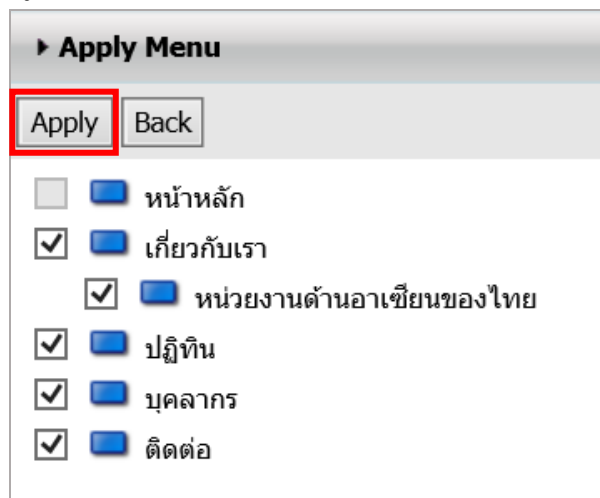 Apply Menu
Apply Back
หน้าหลัก
เกี่ยวกับเรา
หน่วยงานด้านอาเซียนของไทย
ปฏิทิน
บุคลากร
ติดต่อ